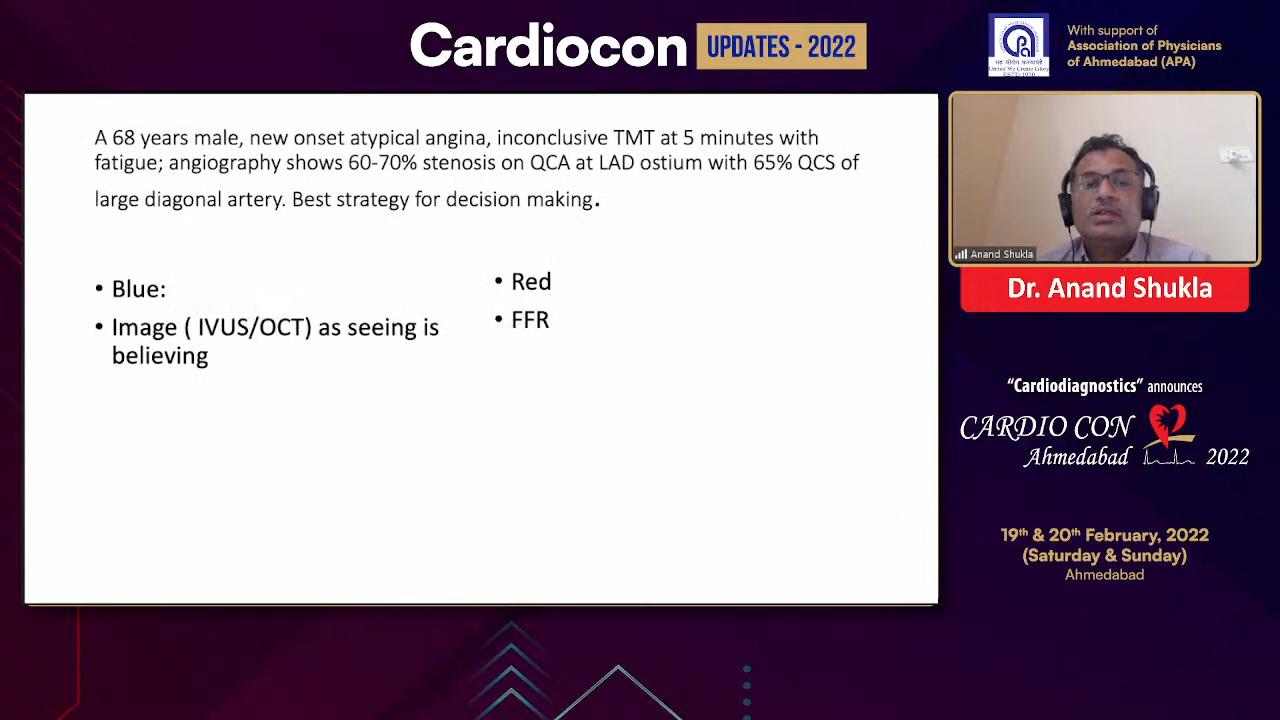 Cardiocon UPDATES - 2022
With support of
Association of Physicians
of Ahmedabad (APA)
A 68 years male, new onset atypical angina, inconclusive TMT at 5 minutes with
fatigue; angiography shows 60-70% stenosis on QCA at LAD ostium with 65% QCS of
large diagonal artery. Best strategy for decision making.
• Blue:
• Image ( IVUS/OCT) as seeing is
believing
• Red
• FFR
Anand Shukla
Dr. Anand Shukla
“Cardiodiagnostics” announces
CARDIO CON
Ahmedabad 2022
19th & 20th February, 2022
(Saturday & Sunday)
Ahmedabad